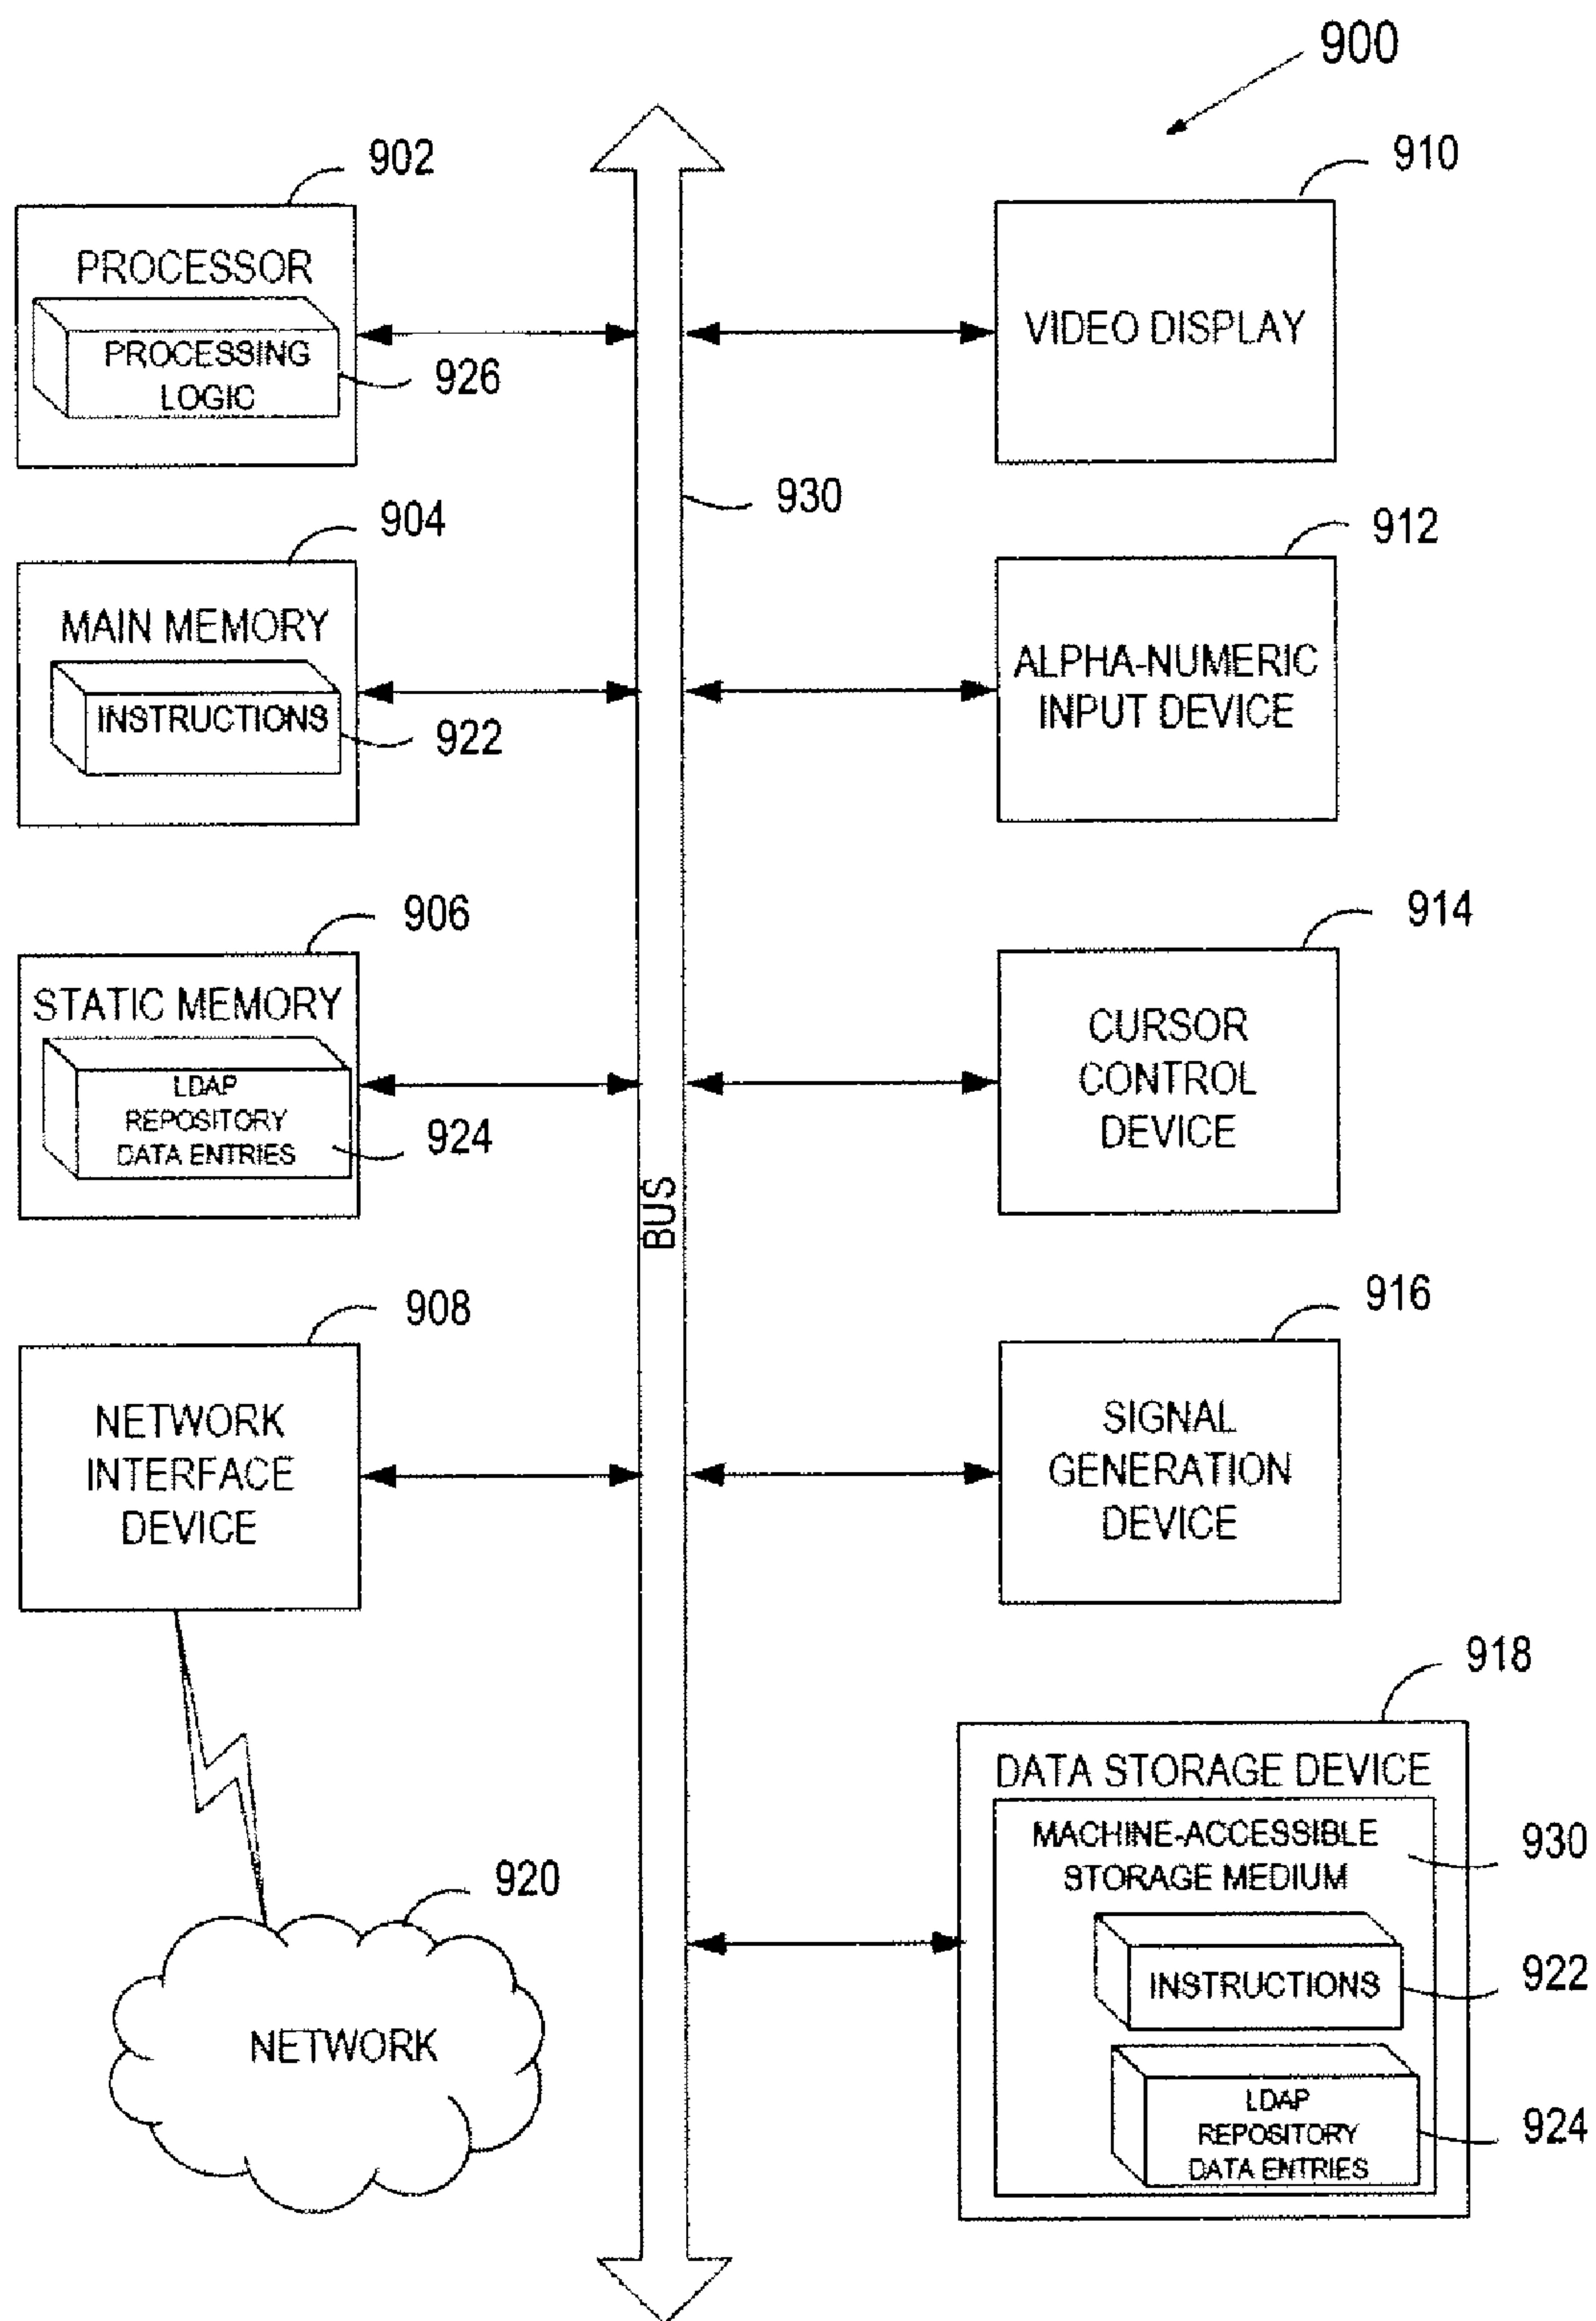 900
902
PROCESSOR
PROCESSING
LOGIC
926
910
VIDEO DISPLAY
930
904
MAIN MEMORY
INSTRUCTIONS
922
912
ALPHA-NUMERIC
INPUT DEVICE
906
STATIC MEMORY
LDAP
REPOSITORY
DATA ENTRIES
924
914
CURSOR
CONTROL
DEVICE
BUS
908
NETWORK
INTERFACE
DEVICE
916
SIGNAL
GENERATION
DEVICE
920
NETWORK
918
DATA STORAGE DEVICE
MACHINE-ACCESSIBLE
STORAGE MEDIUM
930
INSTRUCTIONS
922
LDAP
REPOSITORY
DATA ENTRIES
924